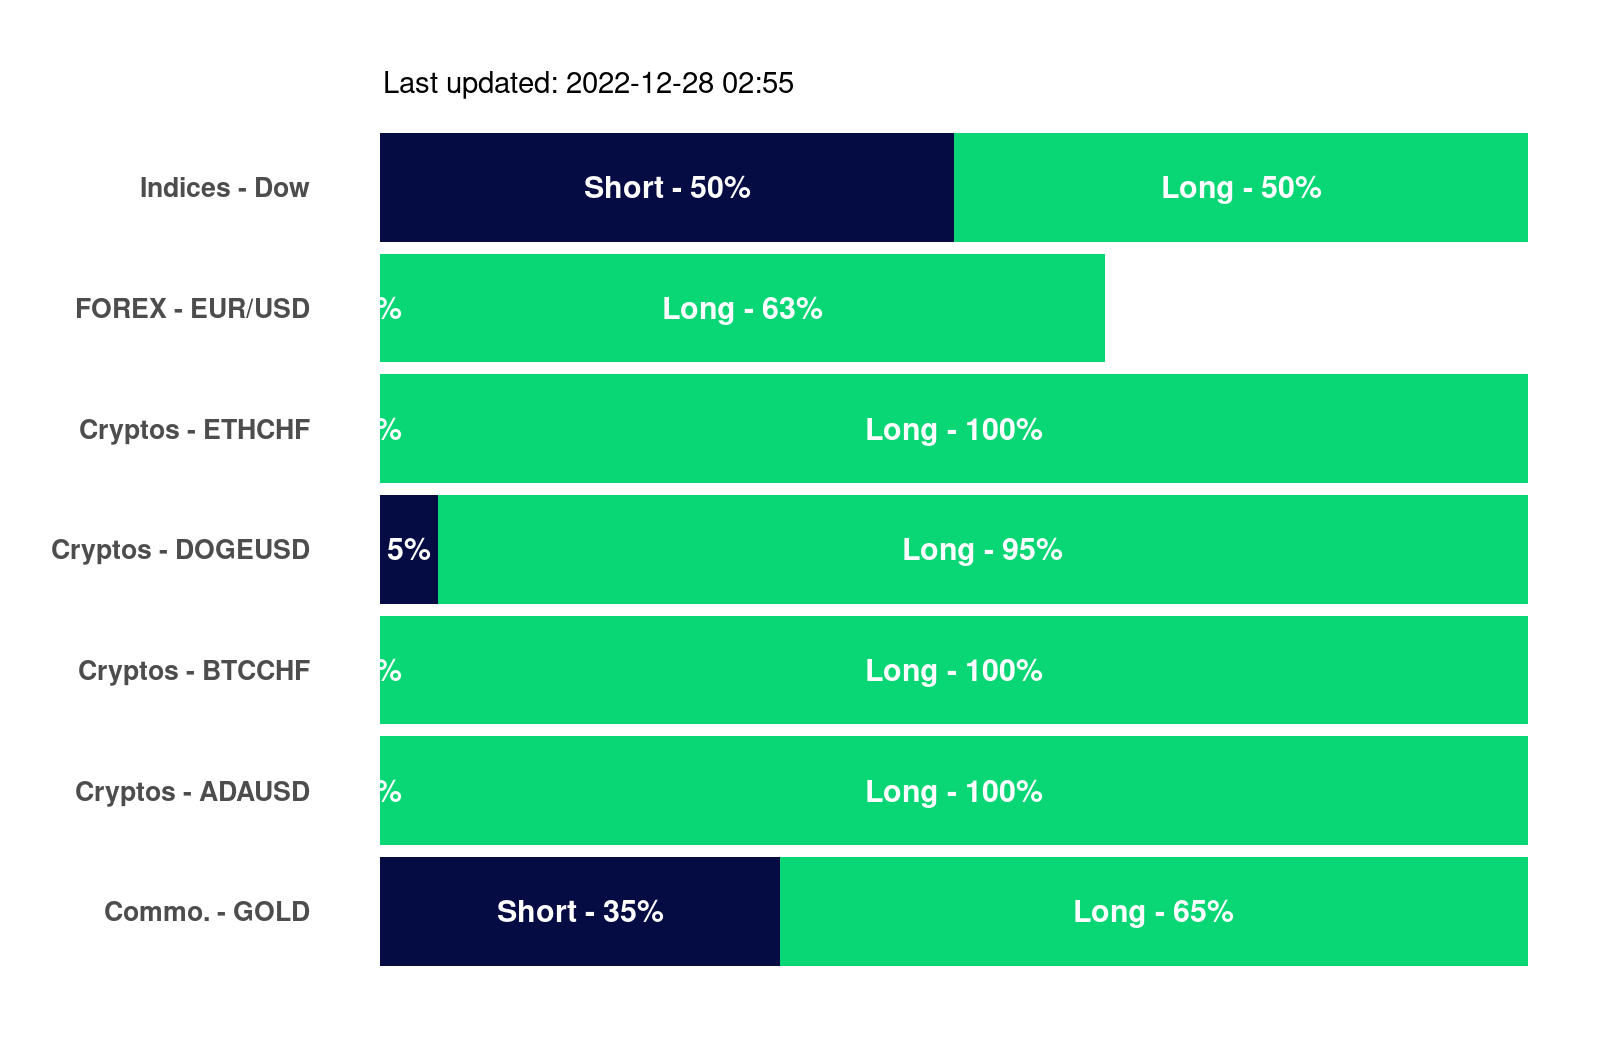 Last updated: 2022-12-28 02:55
Indices - Dow Short - 50% Long - 50%
FOREX - EUR/USD % Long - 63%
Cryptos - ETHCHF % Long - 100%
Cryptos - DOGEUSD 5% Long - 95%
Cryptos - BTCCHF % Long - 100%
Cryptos - ADAUSD % Long - 100%
Commo. - GOLD Short - 35% Long - 65%